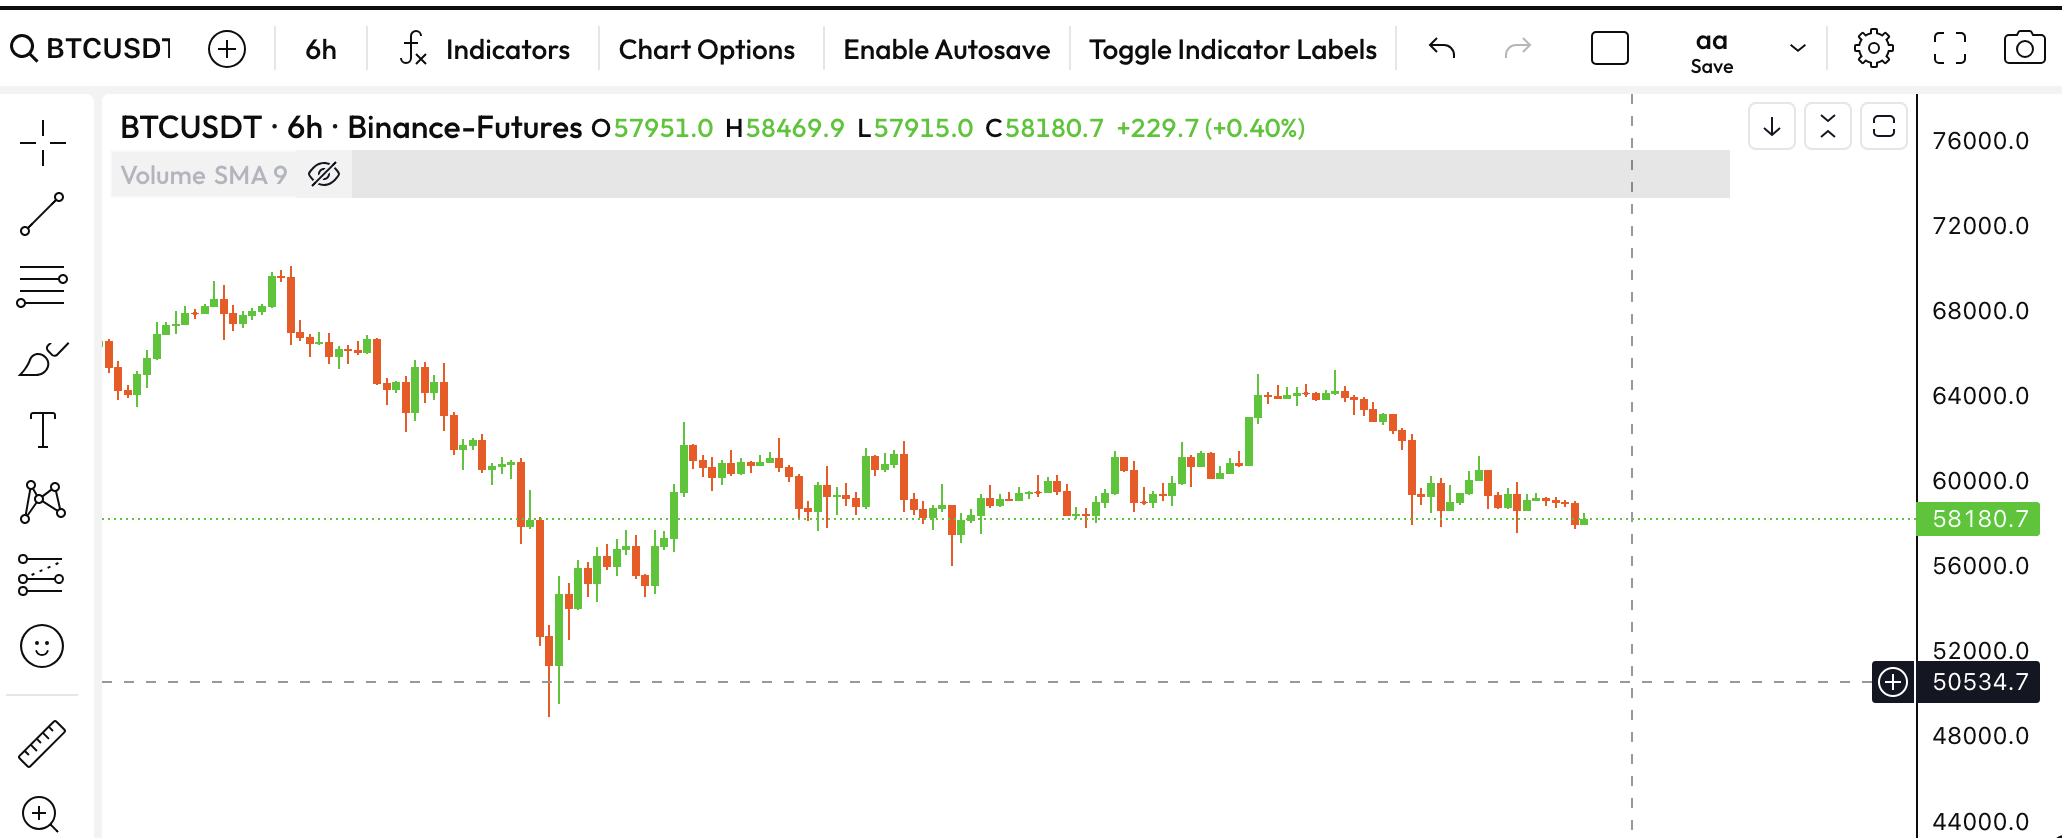 BTCUSDT
6h
Indicators
Chart Options
Enable Autosave
Toggle Indicator Labels
aa
Save
BTCUSDT · 6h · Binance-Futures O57951.0 H58469.9 L57915.0 C58180.7 +229.7 (+0.40%)
Volume SMA 9
76000.0
72000.0
68000.0
64000.0
60000.0
58180.7
56000.0
52000.0
50534.7
48000.0
44000.0